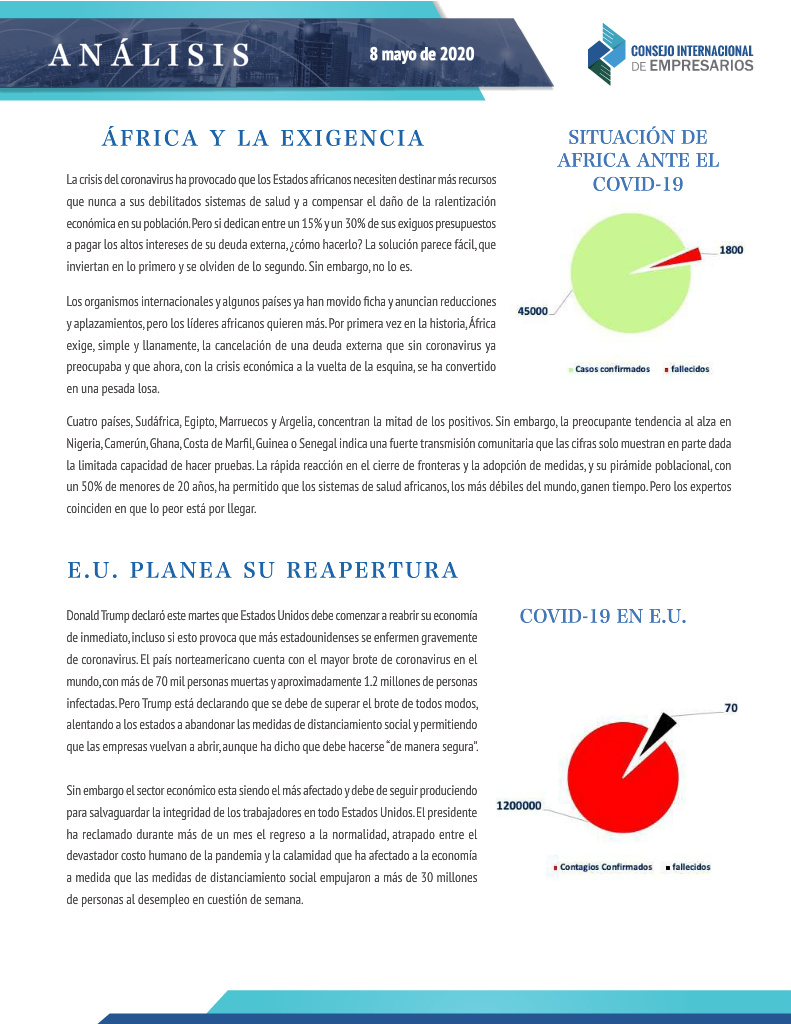 ANÁLISIS
8 mayo de 2020
CONSEJO INTERNACIONAL
DE EMPRESARIOS
ÁFRICA Y LA EXIGENCIA
La crisis del coronavirus ha provocado que los Estados africanos necesiten destinar más recursos
que nunca a sus debilitados sistemas de salud y a compensar el daño de la ralentización
económica en su población. Pero si dedican entre un 15% y un 30% de sus exiguos presupuestos
a pagar los altos intereses de su deuda externa, ¿cómo hacerlo? La solución parece fácil, que
inviertan en lo primero y se olviden de lo segundo. Sin embargo, no lo es.
Los organismos internacionales y algunos países ya han movido ficha y anuncian reducciones
y aplazamientos, pero los líderes africanos quieren más. Por primera vez en la historia, África
exige, simple y llanamente, la cancelación de una deuda externa que sin coronavirus ya
preocupaba y que ahora, con la crisis económica a la vuelta de la esquina, se ha convertido
en una pesada losa.
SITUACIÓN DE
AFRICA ANTE EL
COVID-19
1800
45000
Casos confirmados fallecidos
Cuatro países, Sudáfrica, Egipto, Marruecos y Argelia, concentran la mitad de los positivos. Sin embargo, la preocupante tendencia al alza en
Nigeria, Camerún, Ghana, Costa de Marfil, Guinea o Senegal indica una fuerte transmisión comunitaria que las cifras solo muestran en parte dada
la limitada capacidad de hacer pruebas. La rápida reacción en el cierre de fronteras y la adopción de medidas, y su pirámide poblacional, con
un 50% de menores de 20 años, ha permitido que los sistemas de salud africanos, los más débiles del mundo, ganen tiempo. Pero los expertos
coinciden en que lo peor está por llegar.
E.U. PLANEA SU REAPERTURA
Donald Trump declaró este martes que Estados Unidos debe comenzar a reabrir su economía
de inmediato, incluso si esto provoca que más estadounidenses se enfermen gravemente
de coronavirus. El país norteamericano cuenta con el mayor brote de coronavirus en el
mundo, con más de 70 mil personas muertas y aproximadamente 1.2 millones de personas
infectadas. Pero Trump está declarando que se debe de superar el brote de todos modos,
alentando a los estados a abandonar las medidas de distanciamiento social y permitiendo
que las empresas vuelvan a abrir, aunque ha dicho que debe hacerse “de manera segura”.
Sin embargo el sector económico esta siendo el más afectado y debe de seguir produciendo
para salvaguardar la integridad de los trabajadores en todo Estados Unidos. El presidente
ha reclamado durante más de un mes el regreso a la normalidad, atrapado entre el
devastador costo humano de la pandemia y la calamidad que ha afectado a la economía
a medida que las medidas de distanciamiento social empujaron a más de 30 millones
de personas al desempleo en cuestión de semana.
COVID-19 EN E.U.
70
1200000
Contagios Confirmados fallecidos